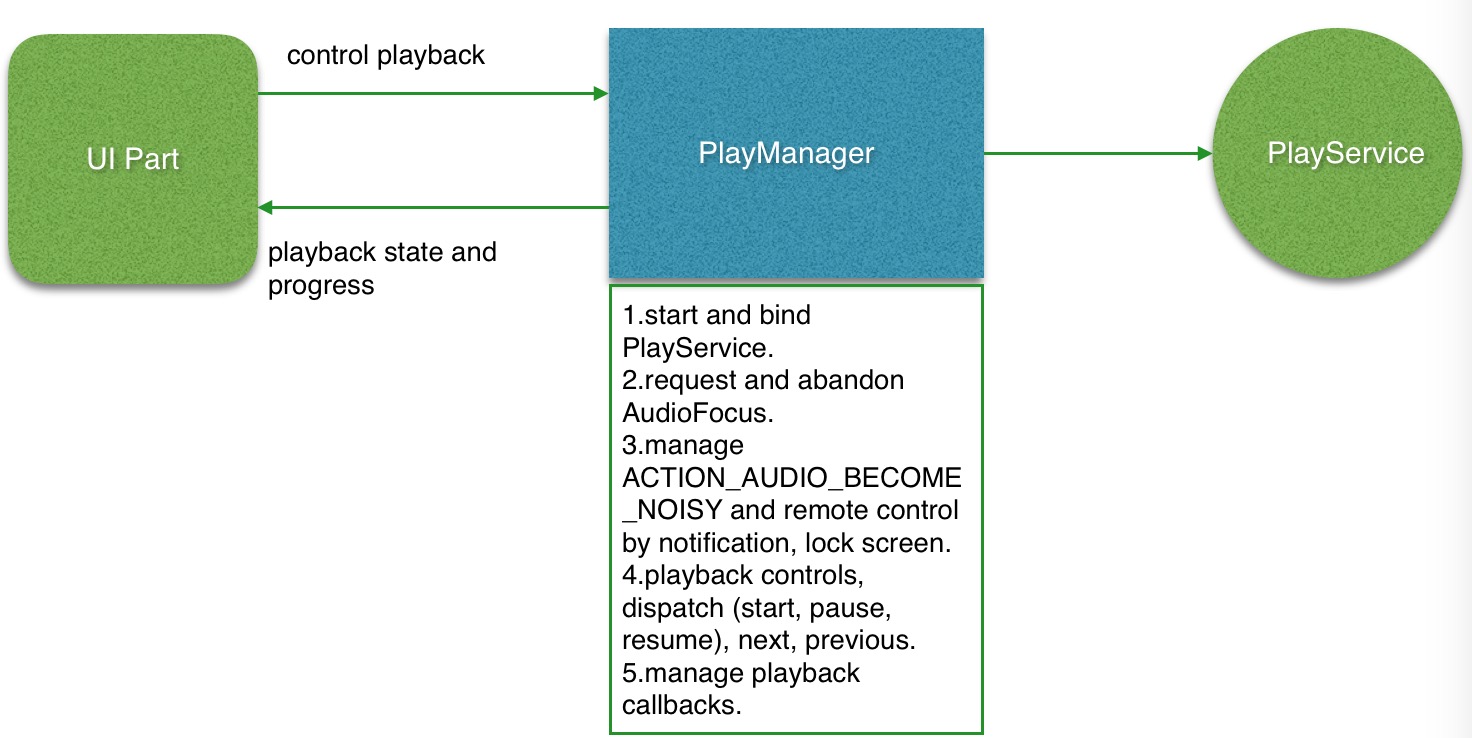 control playback
UI Part
PlayManager
PlayService
playback state and
progress
1.start and bind
PlayService.
2.request and abandon
AudioFocus.
3.manage
ACTION_AUDIO_BECOME
_NOISY and remote control
by notification, lock screen.
4.playback controls,
dispatch (start, pause,
resume), next, previous.
5.manage playback
callbacks.